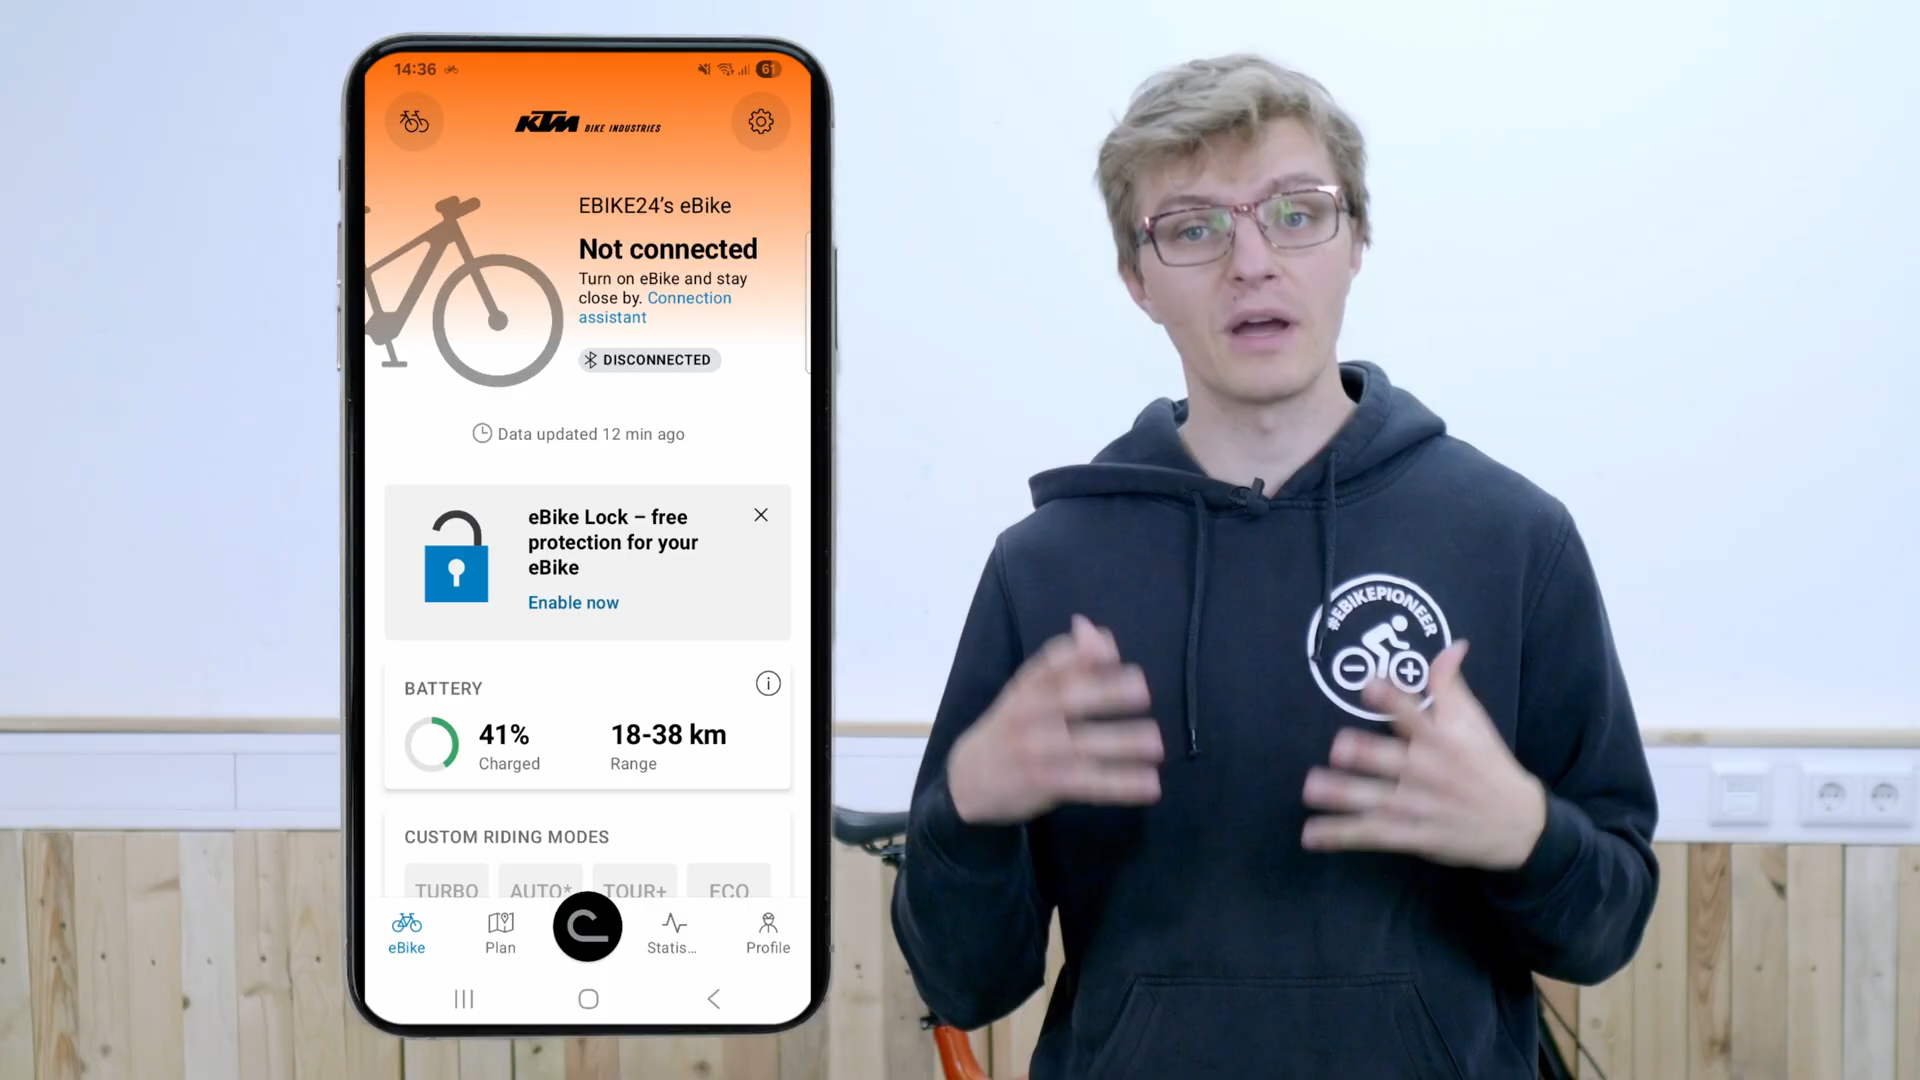 14:36
61
KTM BIKE INDUSTRIES
EBIKE24’s eBike
Not connected
Turn on eBike and stay
close by. Connection
assistant
DISCONNECTED
Data updated 12 min ago
eBike Lock – free
protection for your
eBike
Enable now
BATTERY
41%
Charged
18-38 km
Range
CUSTOM RIDING MODES
TURBO
AUTO*
TOUR+
ECO
eBike
Plan
Statis...
Profile
#EBIKEPIONEER